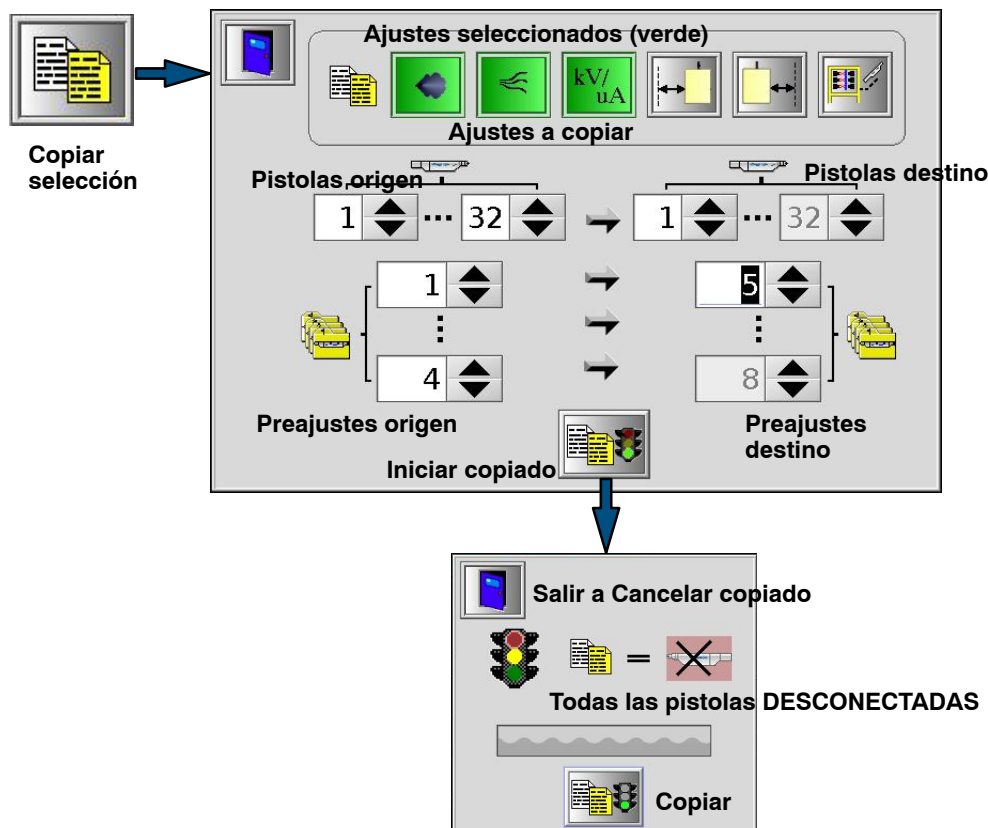 Ajustes seleccionados (verde)
kV/
uA
Ajustes a copiar
Copiar
selección
Pistolas origen
Pistolas destino
1 ... 32
1 ... 32
1
5
4
8
Preajustes origen
Preajustes
destino
Iniciar copiado
Salir a Cancelar copiado
=
Todas las pistolas DESCONECTADAS
Copiar